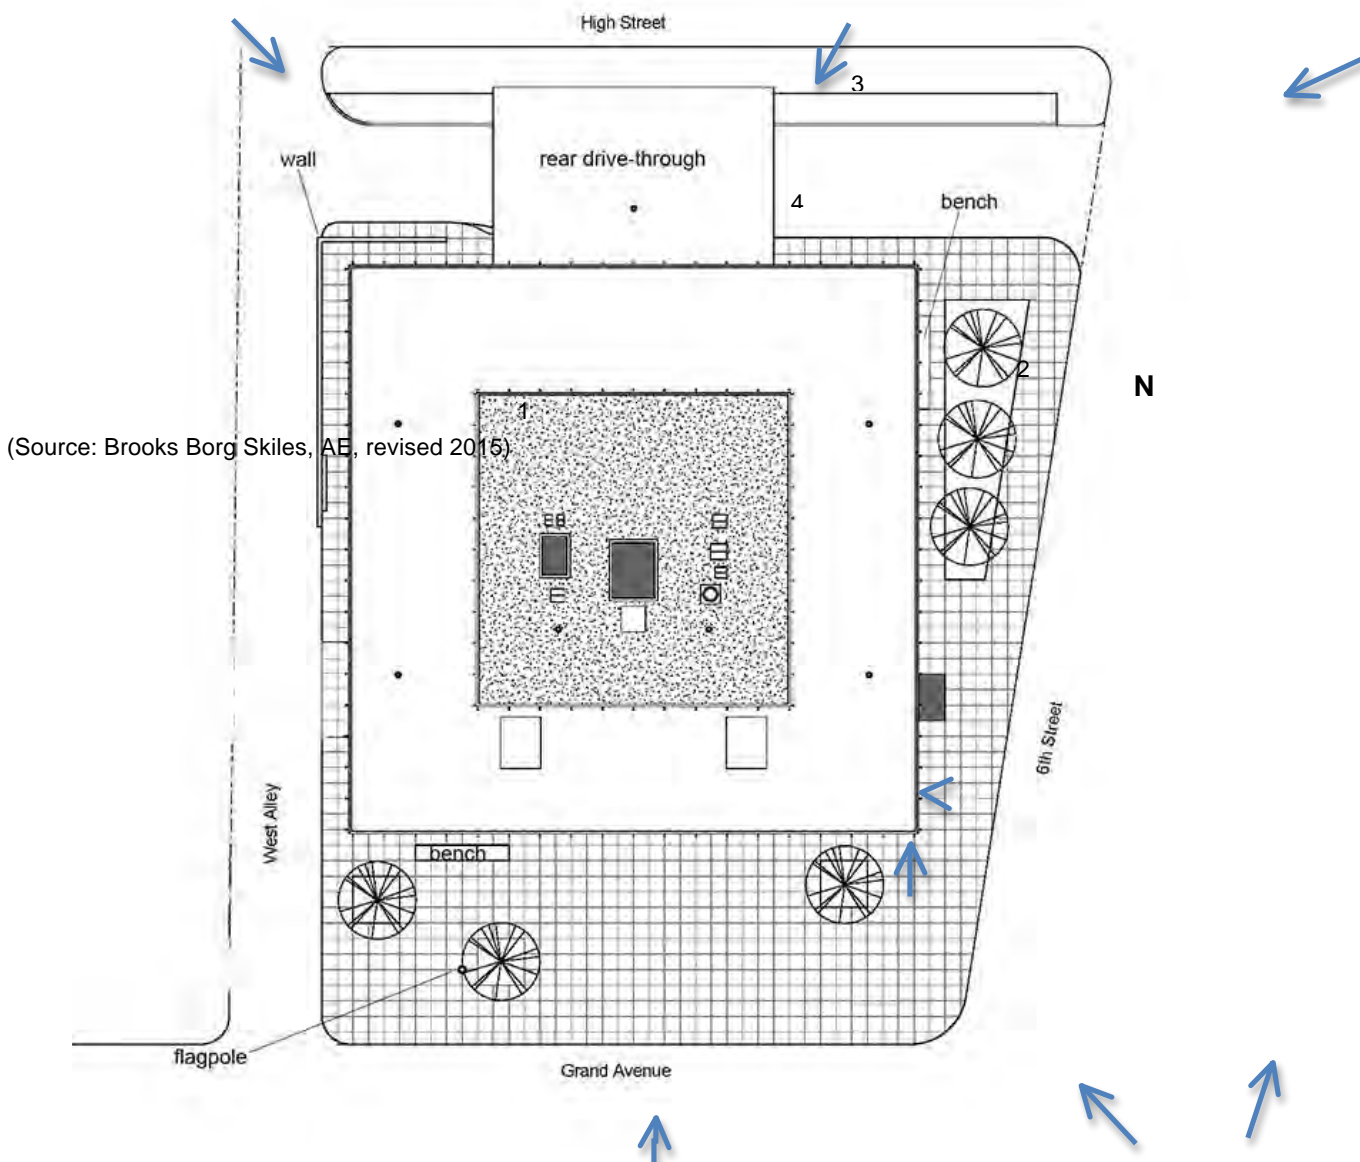 High Street
3
wall
rear drive-through
4
bench
2
N
1
(Source: Brooks Borg Skiles, AE, revised 2015)
6th Street
West Alley
bench
flagpole
Grand Avenue